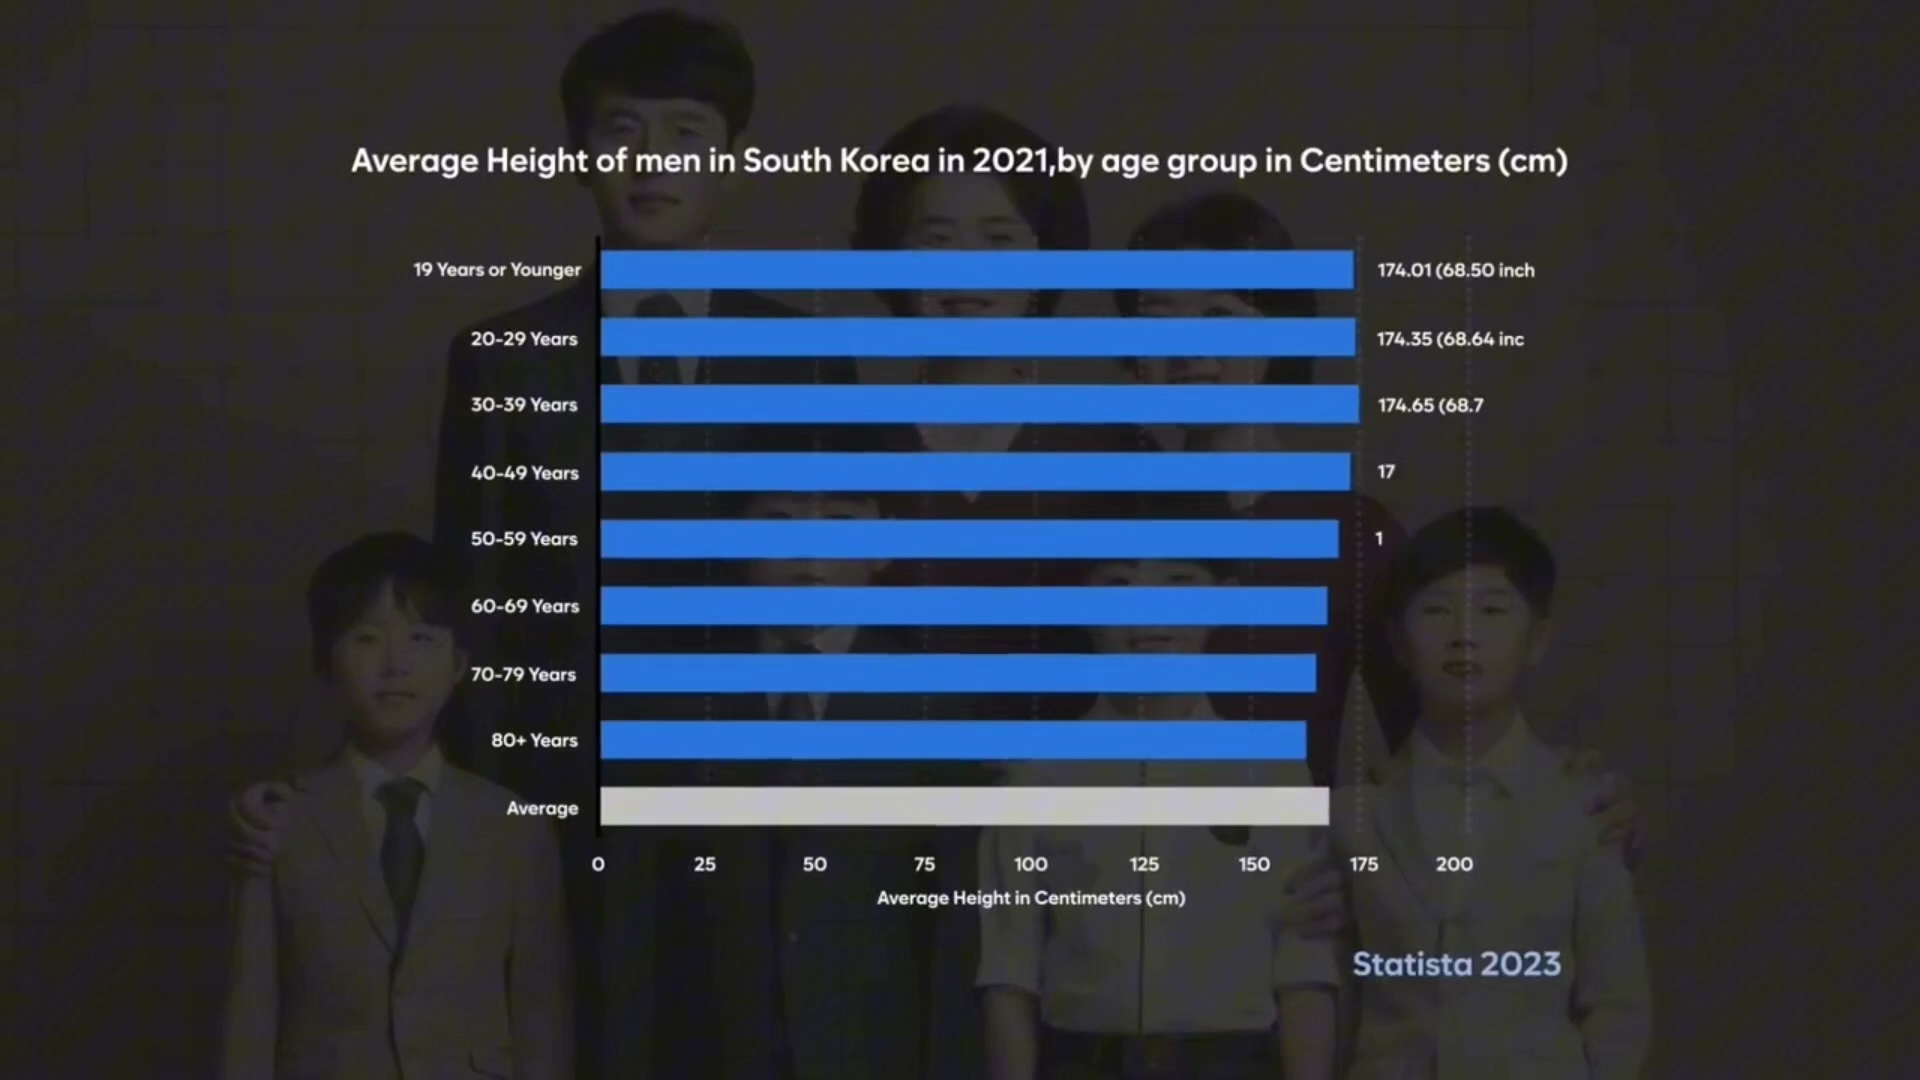 Average Height of men in South Korea in 2021,by age group in Centimeters (cm)
19 Years or Younger 174.01 (68.50 inch
20-29 Years 174.35 (68.64 inc
30-39 Years 174.65 (68.7
40-49 Years 17
50-59 Years 1
60-69 Years
70-79 Years
80+ Years
Average
0 25 50 75 100 125 150 175 200
Average Height in Centimeters (cm)
Statista 2023